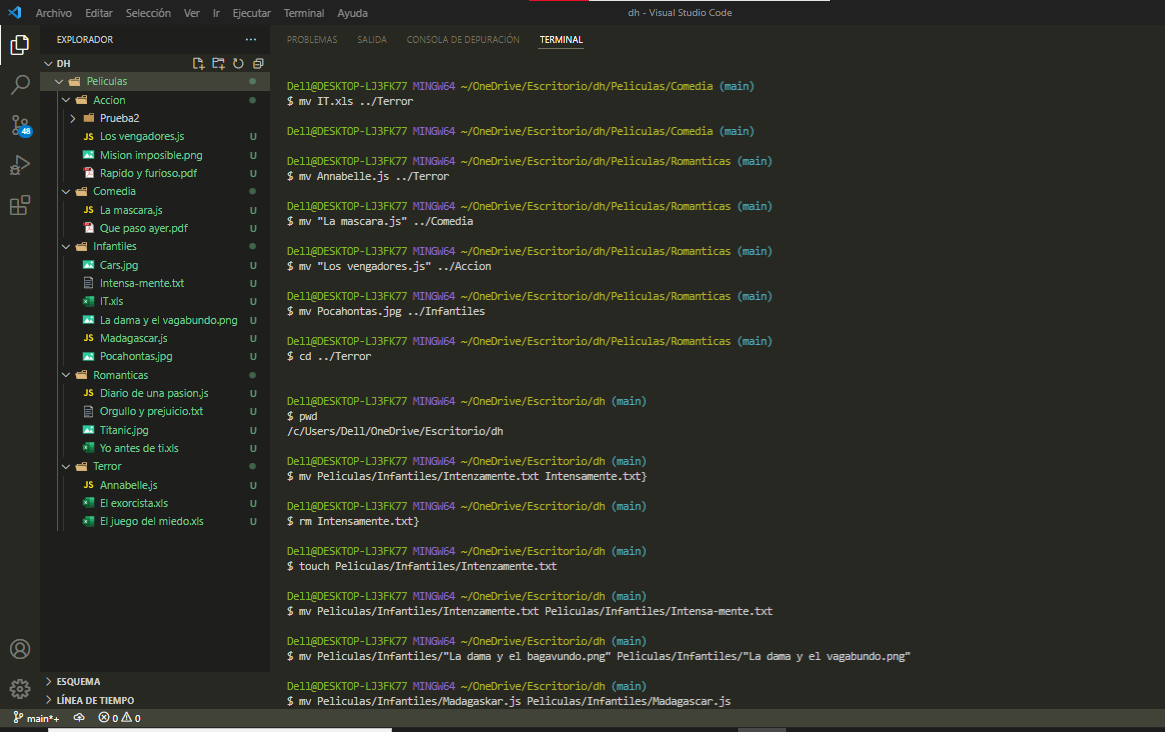 Archivo Editar Selección Ver Ir Ejecutar Terminal Ayuda
dh - Visual Studio Code
EXPLORADOR
DH
Peliculas
Accion
Prueba2
JS Los vengadores.js U
Mision imposible.png U
Rapido y furioso.pdf U
Comedia
JS La mascara.js U
Que paso ayer.pdf U
Infantiles
Cars.jpg U
Intensa-mente.txt U
IT.xls U
La dama y el vagabundo.png U
JS Madagascar.js U
Pocahontas.jpg U
Romanticas
JS Diario de una pasion.js U
Orgullo y prejuicio.txt U
Titanic.jpg U
Yo antes de ti.xls U
Terror
JS Annabelle.js U
El exorcista.xls U
El juego del miedo.xls U
ESQUEMA
LÍNEA DE TIEMPO
48
PROBLEMAS SALIDA CONSOLA DE DEPURACIÓN TERMINAL
Dell@DESKTOP-LJ3FK77 MINGW64 ~/OneDrive/Escritorio/dh/Peliculas/Comedia (main)
$ mv IT.xls ../Terror
Dell@DESKTOP-LJ3FK77 MINGW64 ~/OneDrive/Escritorio/dh/Peliculas/Comedia (main)
Dell@DESKTOP-LJ3FK77 MINGW64 ~/OneDrive/Escritorio/dh/Peliculas/Romanticas (main)
$ mv Annabelle.js ../Terror
Dell@DESKTOP-LJ3FK77 MINGW64 ~/OneDrive/Escritorio/dh/Peliculas/Romanticas (main)
$ mv "La mascara.js" ../Comedia
Dell@DESKTOP-LJ3FK77 MINGW64 ~/OneDrive/Escritorio/dh/Peliculas/Romanticas (main)
$ mv "Los vengadores.js" ../Accion
Dell@DESKTOP-LJ3FK77 MINGW64 ~/OneDrive/Escritorio/dh/Peliculas/Romanticas (main)
$ mv Pocahontas.jpg ../Infantiles
Dell@DESKTOP-LJ3FK77 MINGW64 ~/OneDrive/Escritorio/dh/Peliculas/Romanticas (main)
$ cd ../Terror
Dell@DESKTOP-LJ3FK77 MINGW64 ~/OneDrive/Escritorio/dh (main)
$ pwd
/c/Users/Dell/OneDrive/Escritorio/dh
Dell@DESKTOP-LJ3FK77 MINGW64 ~/OneDrive/Escritorio/dh (main)
$ mv Peliculas/Infantiles/Intenzamente.txt Intensamente.txt}
Dell@DESKTOP-LJ3FK77 MINGW64 ~/OneDrive/Escritorio/dh (main)
$ rm Intensamente.txt}
Dell@DESKTOP-LJ3FK77 MINGW64 ~/OneDrive/Escritorio/dh (main)
$ touch Peliculas/Infantiles/Intenzamente.txt
Dell@DESKTOP-LJ3FK77 MINGW64 ~/OneDrive/Escritorio/dh (main)
$ mv Peliculas/Infantiles/Intenzamente.txt Peliculas/Infantiles/Intensa-mente.txt
Dell@DESKTOP-LJ3FK77 MINGW64 ~/OneDrive/Escritorio/dh (main)
$ mv Peliculas/Infantiles/"La dama y el bagavundo.png" Peliculas/Infantiles/"La dama y el vagabundo.png"
Dell@DESKTOP-LJ3FK77 MINGW64 ~/OneDrive/Escritorio/dh (main)
$ mv Peliculas/Infantiles/Madagaskar.js Peliculas/Infantiles/Madagascar.js
main*+ 0 0